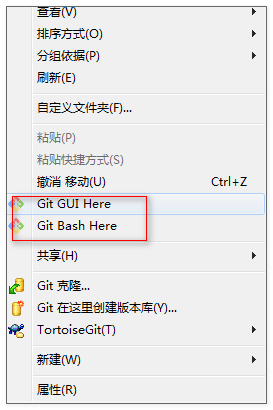 查看(V)
排序方式(O)
分组依据(P)
刷新(E)
自定义文件夹(F)...
粘贴(P)
粘贴快捷方式(S)
撤消 移动(U) Ctrl+Z
Git GUI Here
Git Bash Here
共享(H)
Git 克隆...
Git 在这里创建版本库(Y)...
TortoiseGit(T)
新建(W)
属性(R)